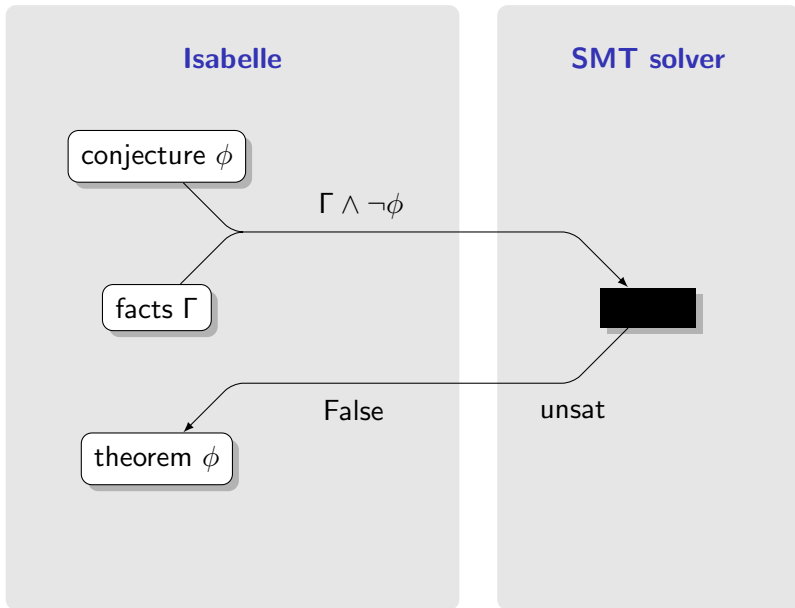 Isabelle
SMT solver
conjecture ϕ
Γ ∧ ¬ϕ
facts Γ
False
unsat
theorem ϕ